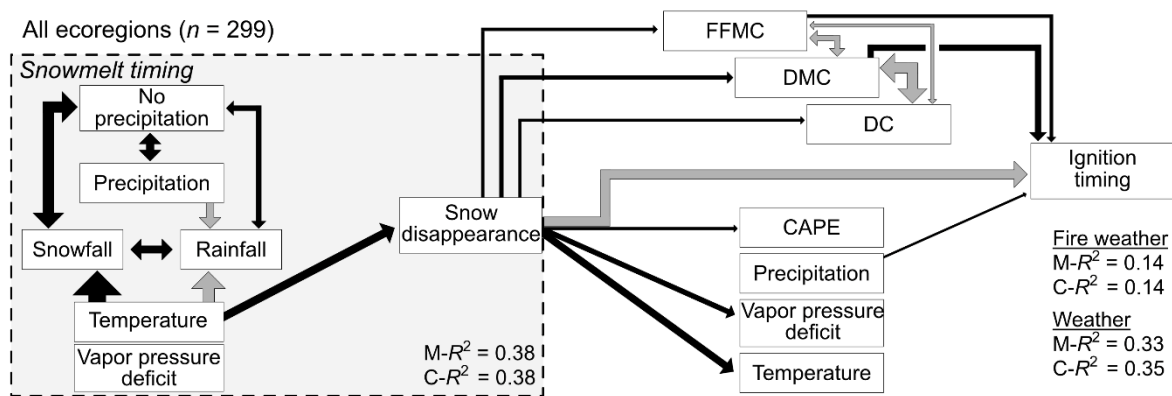 All ecoregions (n = 299)
Snowmelt timing
No
precipitation
Precipitation
Snowfall
Rainfall
Temperature
Vapor pressure
deficit
M-R² = 0.38
C-R² = 0.38
Snow
disappearance
FFMC
DMC
DC
CAPE
Precipitation
Vapor pressure
deficit
Temperature
Ignition
timing
Fire weather
M-R² = 0.14
C-R² = 0.14
Weather
M-R² = 0.33
C-R² = 0.35